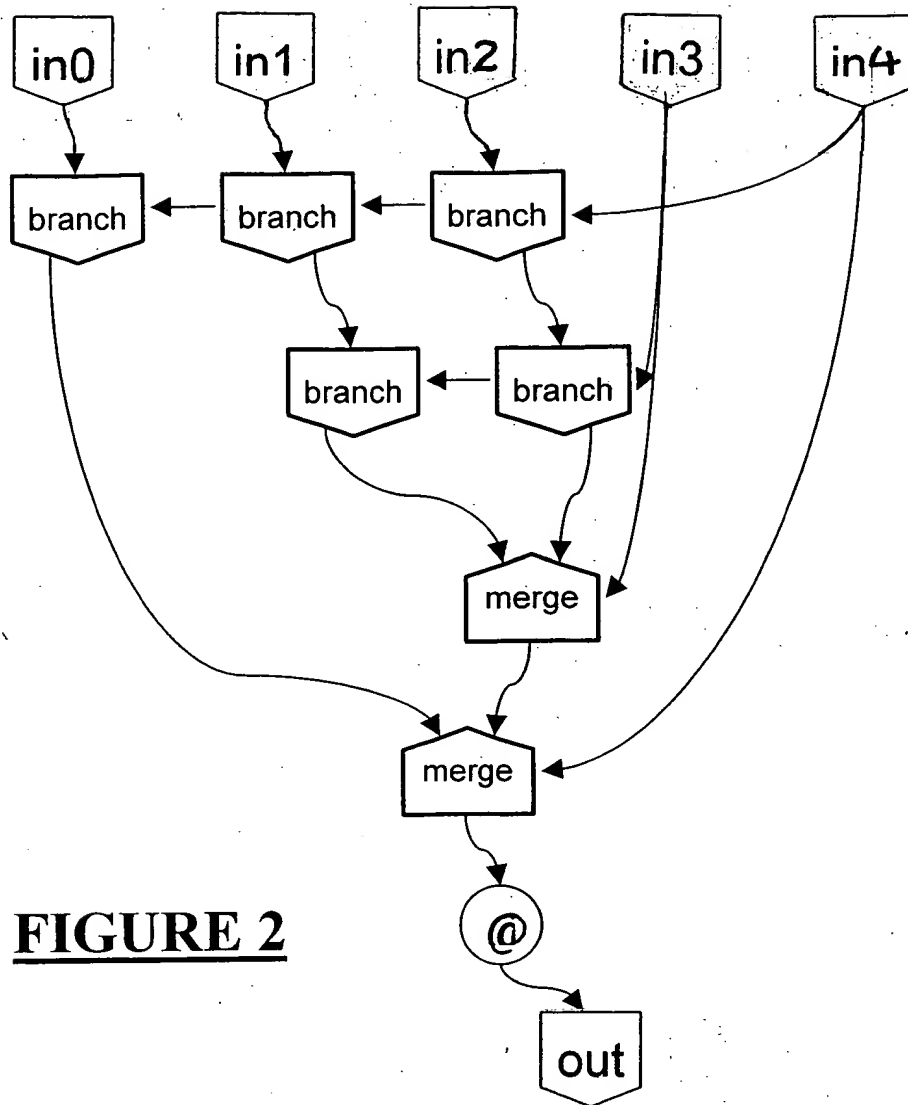 in0 in1 in2 in3 in4
branch branch branch
branch branch
merge
merge
@
FIGURE 2
out